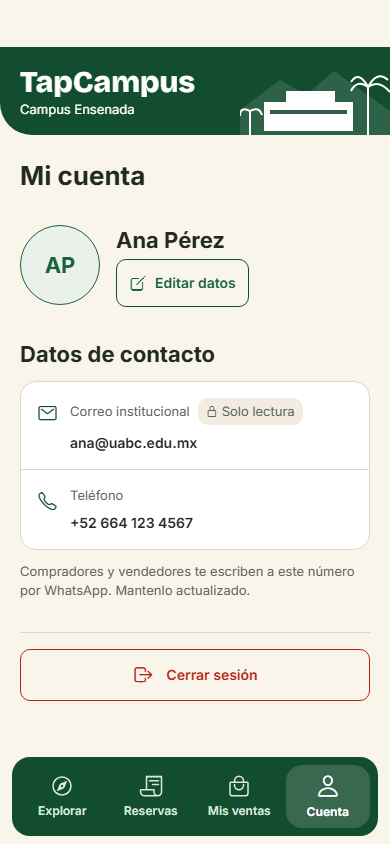 TapCampus
Campus Ensenada
Mi cuenta
AP
Ana Pérez
Editar datos
Datos de contacto
Correo institucional Solo lectura
ana@uabc.edu.mx
Teléfono
+52 664 123 4567
Compradores y vendedores te escriben a este número
por WhatsApp. Mantenlo actualizado.
Cerrar sesión
Explorar Reservas Mis ventas Cuenta